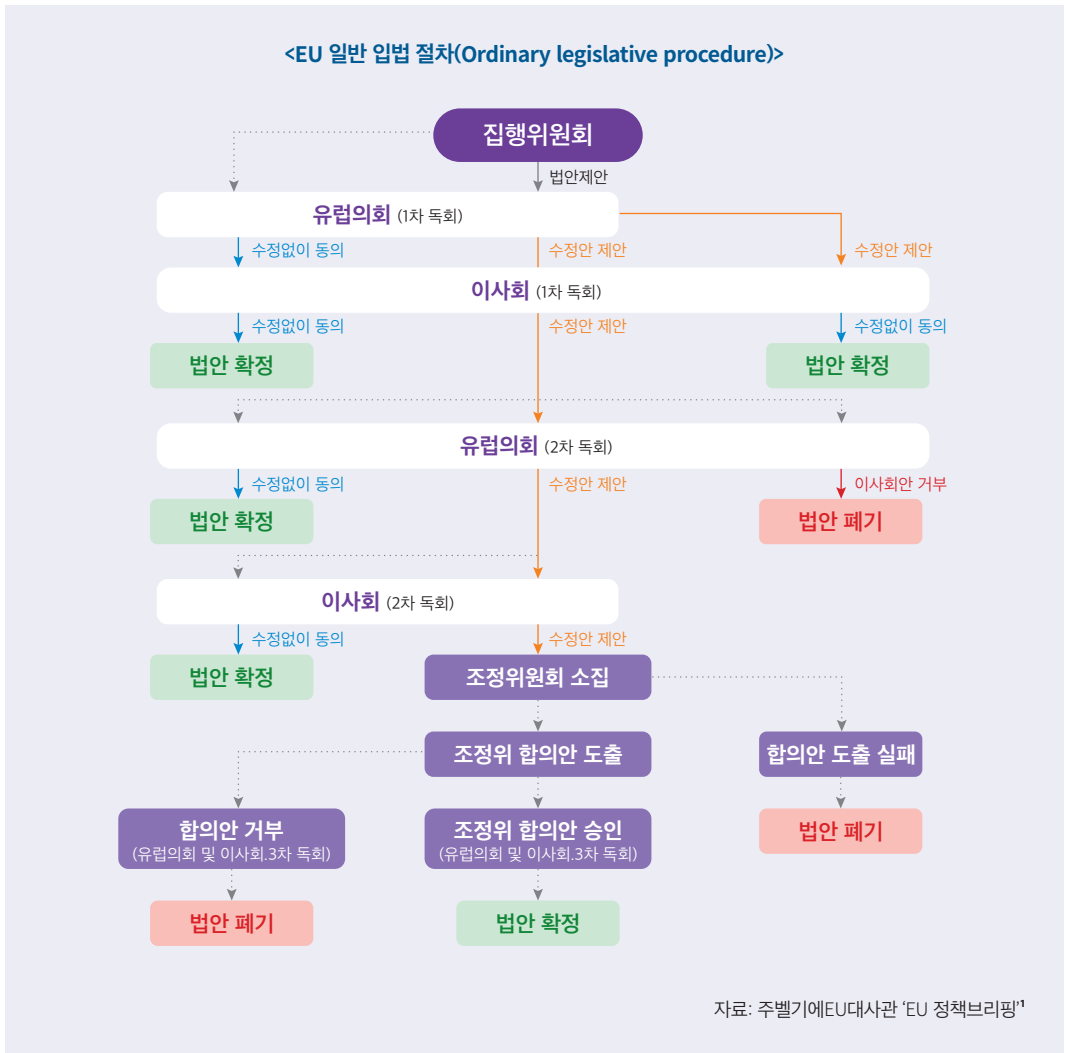 <EU 일반 입법 절차(Ordinary legislative procedure)>
집행위원회
법안제안
유럽의회 (1차 독회)
수정없이 동의
수정안 제안
수정안 제안
이사회 (1차 독회)
수정없이 동의
수정안 제안
수정없이 동의
법안 확정
법안 확정
유럽의회 (2차 독회)
수정없이 동의
수정안 제안
이사회안 거부
법안 확정
법안 폐기
이사회 (2차 독회)
수정없이 동의
수정안 제안
법안 확정
조정위원회 소집
조정위 합의안 도출
합의안 도출 실패
합의안 거부
(유럽의회 및 이사회.3차 독회)
조정위 합의안 승인
(유럽의회 및 이사회.3차 독회)
법안 폐기
법안 폐기
법안 확정
자료: 주벨기에EU대사관 ‘EU 정책브리핑’¹